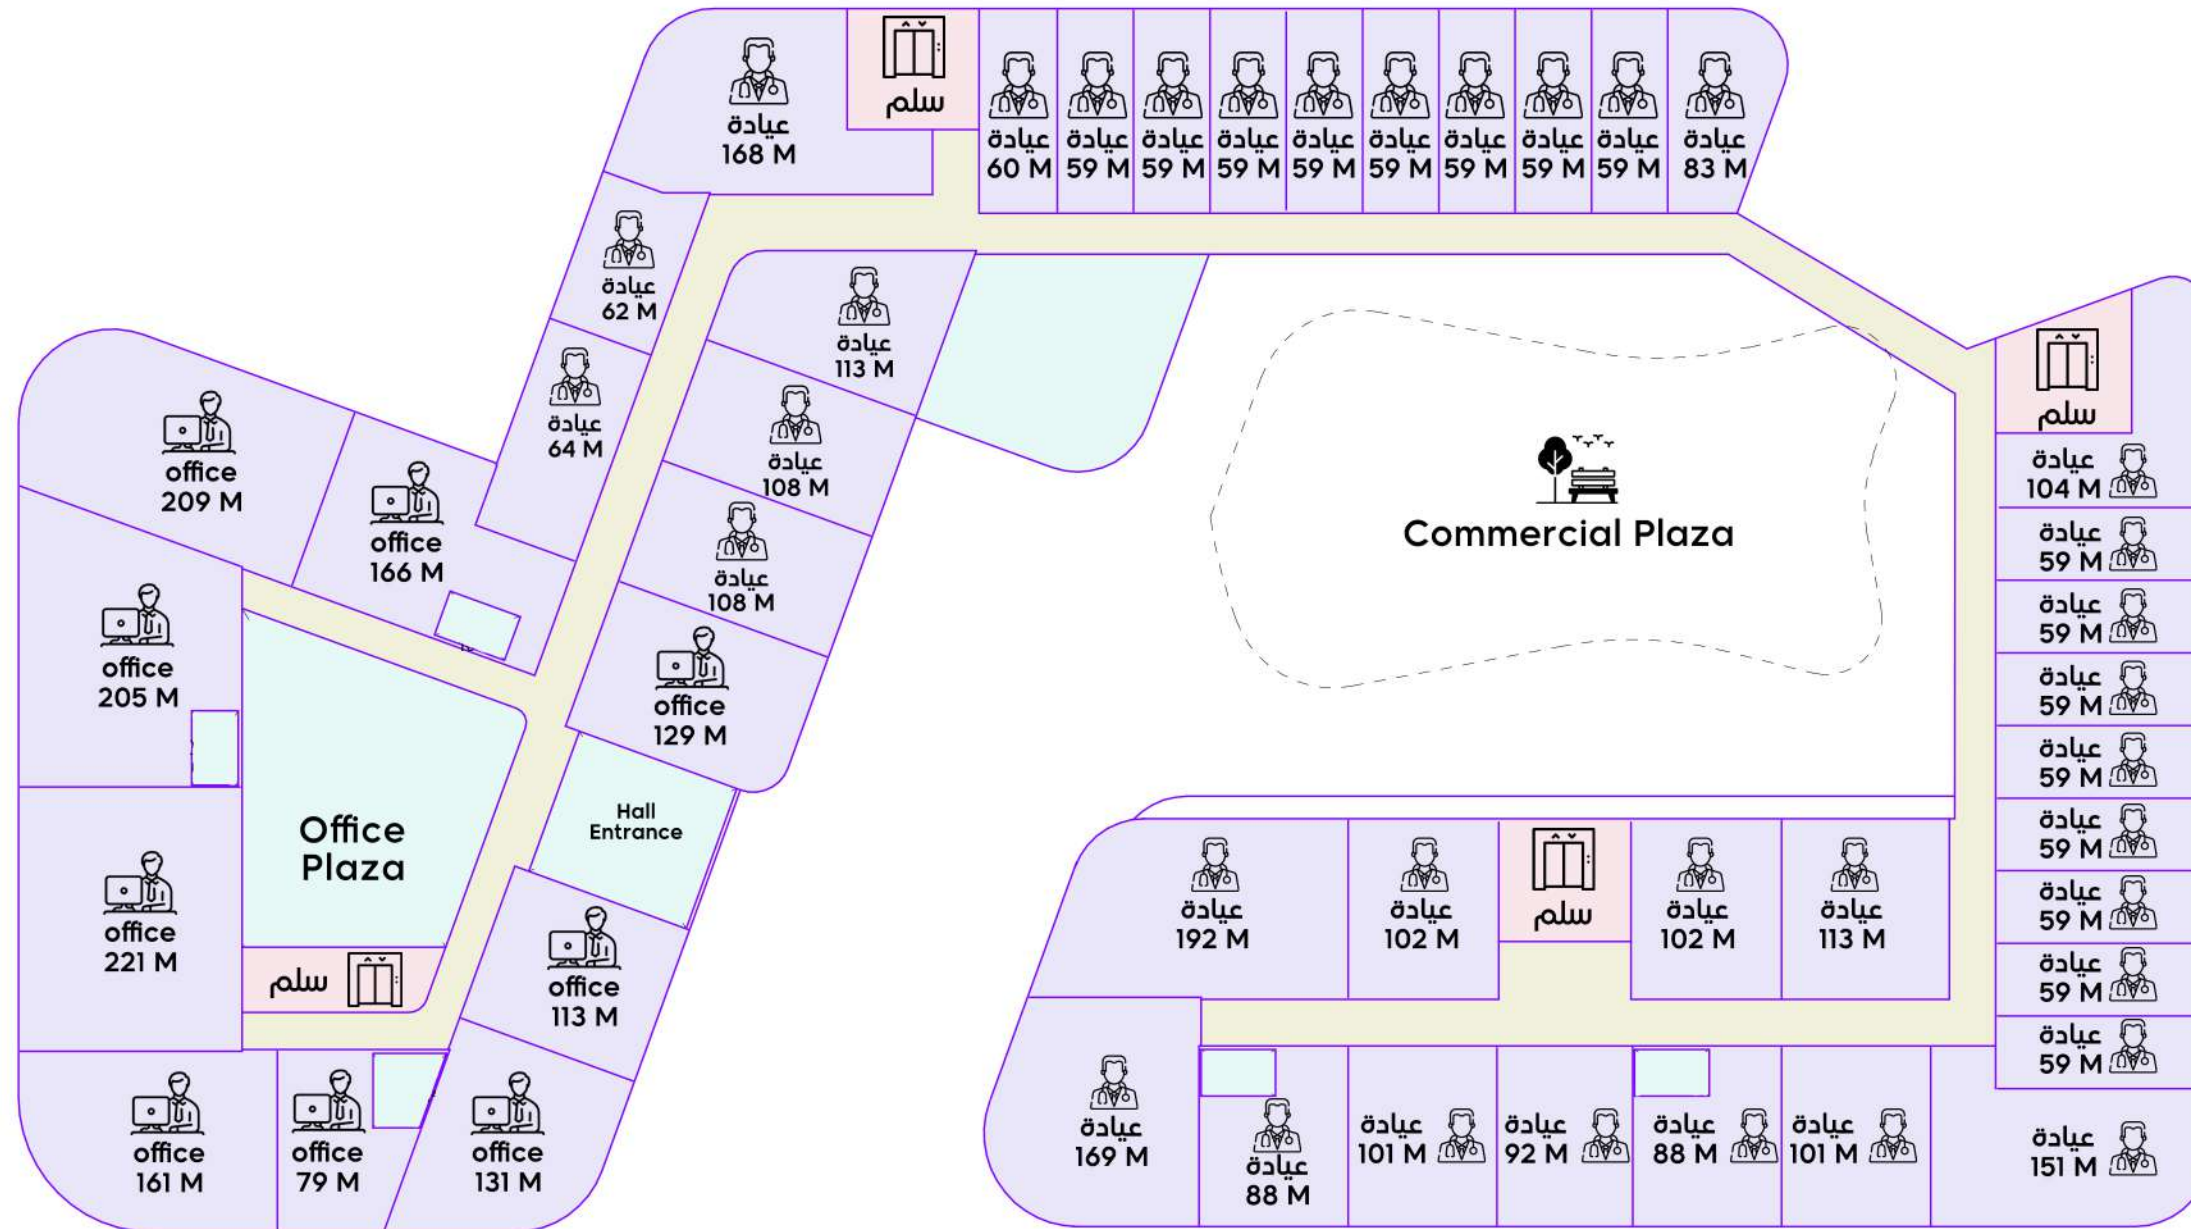 سلم
عيادة
168 M
عيادة
60 M
عيادة
59 M
عيادة
59 M
عيادة
59 M
عيادة
59 M
عيادة
59 M
عيادة
59 M
عيادة
59 M
عيادة
59 M
عيادة
83 M
عيادة
62 M
عيادة
64 M
عيادة
113 M
عيادة
108 M
عيادة
108 M
office
129 M
office
209 M
office
166 M
office
205 M
office
221 M
Office
Plaza
Hall
Entrance
سلم
office
113 M
office
161 M
office
79 M
office
131 M
Commercial Plaza
سلم
عيادة
104 M
عيادة
59 M
عيادة
59 M
عيادة
59 M
عيادة
59 M
عيادة
59 M
عيادة
59 M
عيادة
59 M
عيادة
59 M
عيادة
192 M
عيادة
102 M
سلم
عيادة
102 M
عيادة
113 M
عيادة
169 M
عيادة
88 M
عيادة
101 M
عيادة
92 M
عيادة
88 M
عيادة
101 M
عيادة
151 M